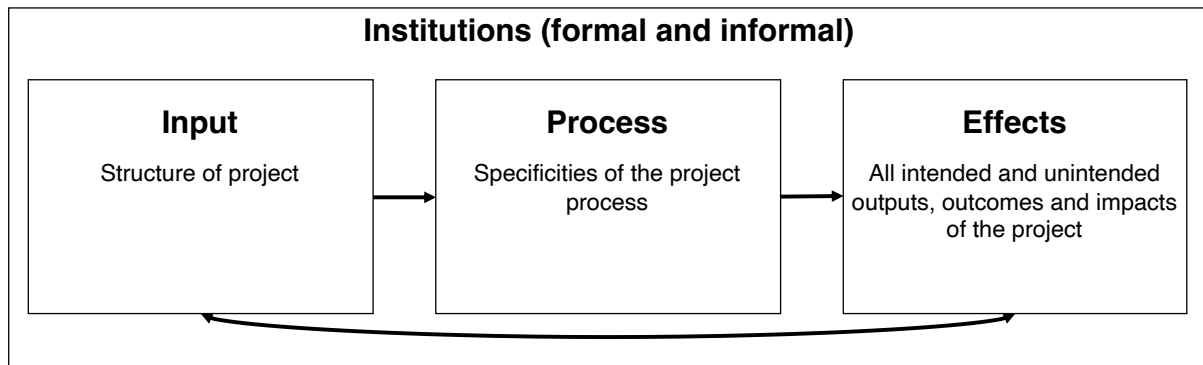 Institutions (formal and informal)
Input
Structure of project
Process
Specificities of the project
process
Effects
All intended and unintended
outputs, outcomes and impacts
of the project